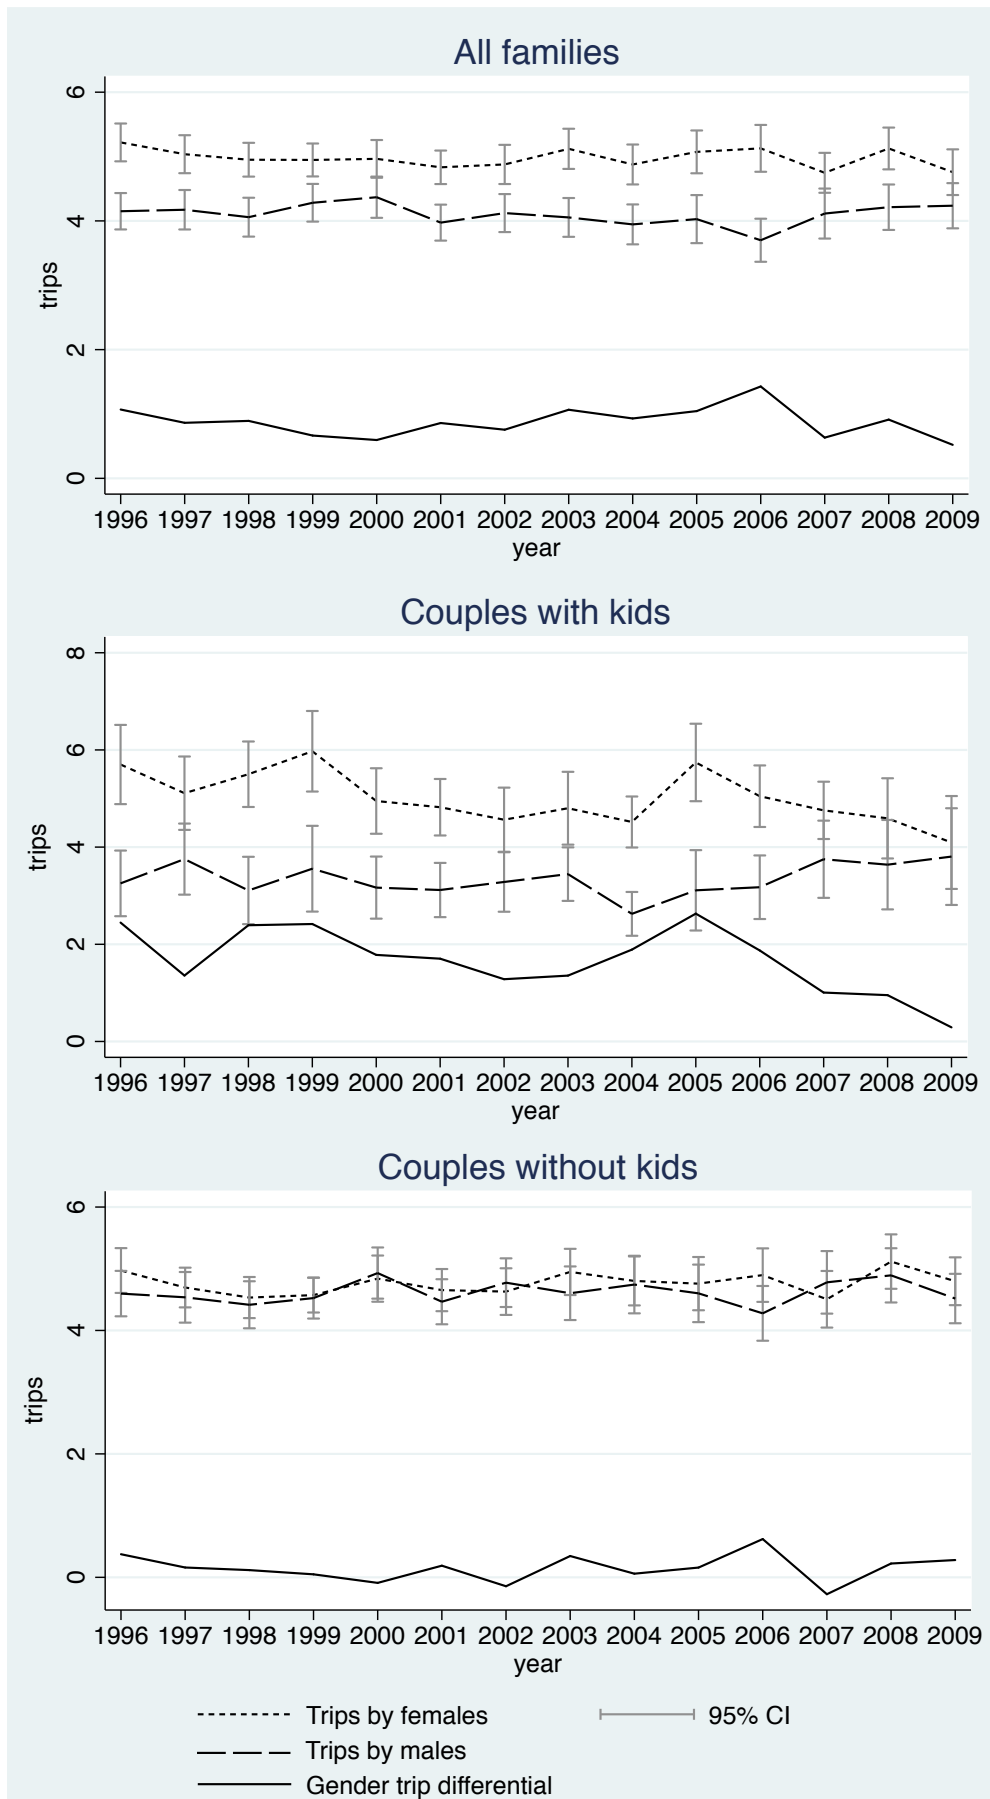 All families
6
4
2
0
trips
1996 1997 1998 1999 2000 2001 2002 2003 2004 2005 2006 2007 2008 2009
year
Couples with kids
8
6
4
2
0
trips
1996 1997 1998 1999 2000 2001 2002 2003 2004 2005 2006 2007 2008 2009
year
Couples without kids
6
4
2
0
trips
1996 1997 1998 1999 2000 2001 2002 2003 2004 2005 2006 2007 2008 2009
year
Trips by females 95% CI
Trips by males
Gender trip differential